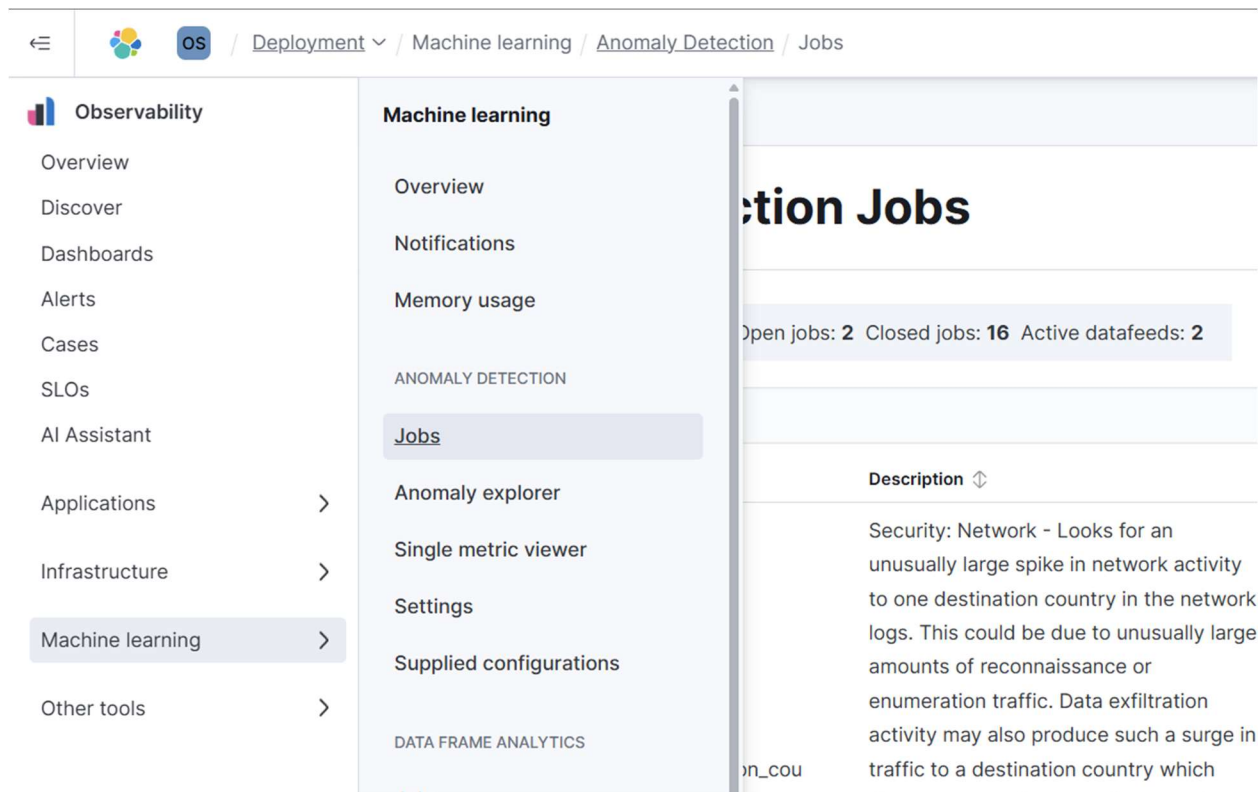 OS / Deployment / Machine learning / Anomaly Detection / Jobs
Observability
Overview
Discover
Dashboards
Alerts
Cases
SLOs
AI Assistant
Applications
Infrastructure
Machine learning
Other tools
Machine learning
Overview
Notifications
Memory usage
ANOMALY DETECTION
Jobs
Anomaly explorer
Single metric viewer
Settings
Supplied configurations
DATA FRAME ANALYTICS
ction Jobs
Open jobs: 2 Closed jobs: 16 Active datafeeds: 2
Description
Security: Network - Looks for an
unusually large spike in network activity
to one destination country in the network
logs. This could be due to unusually large
amounts of reconnaissance or
enumeration traffic. Data exfiltration
activity may also produce such a surge in
on_cou
traffic to a destination country which